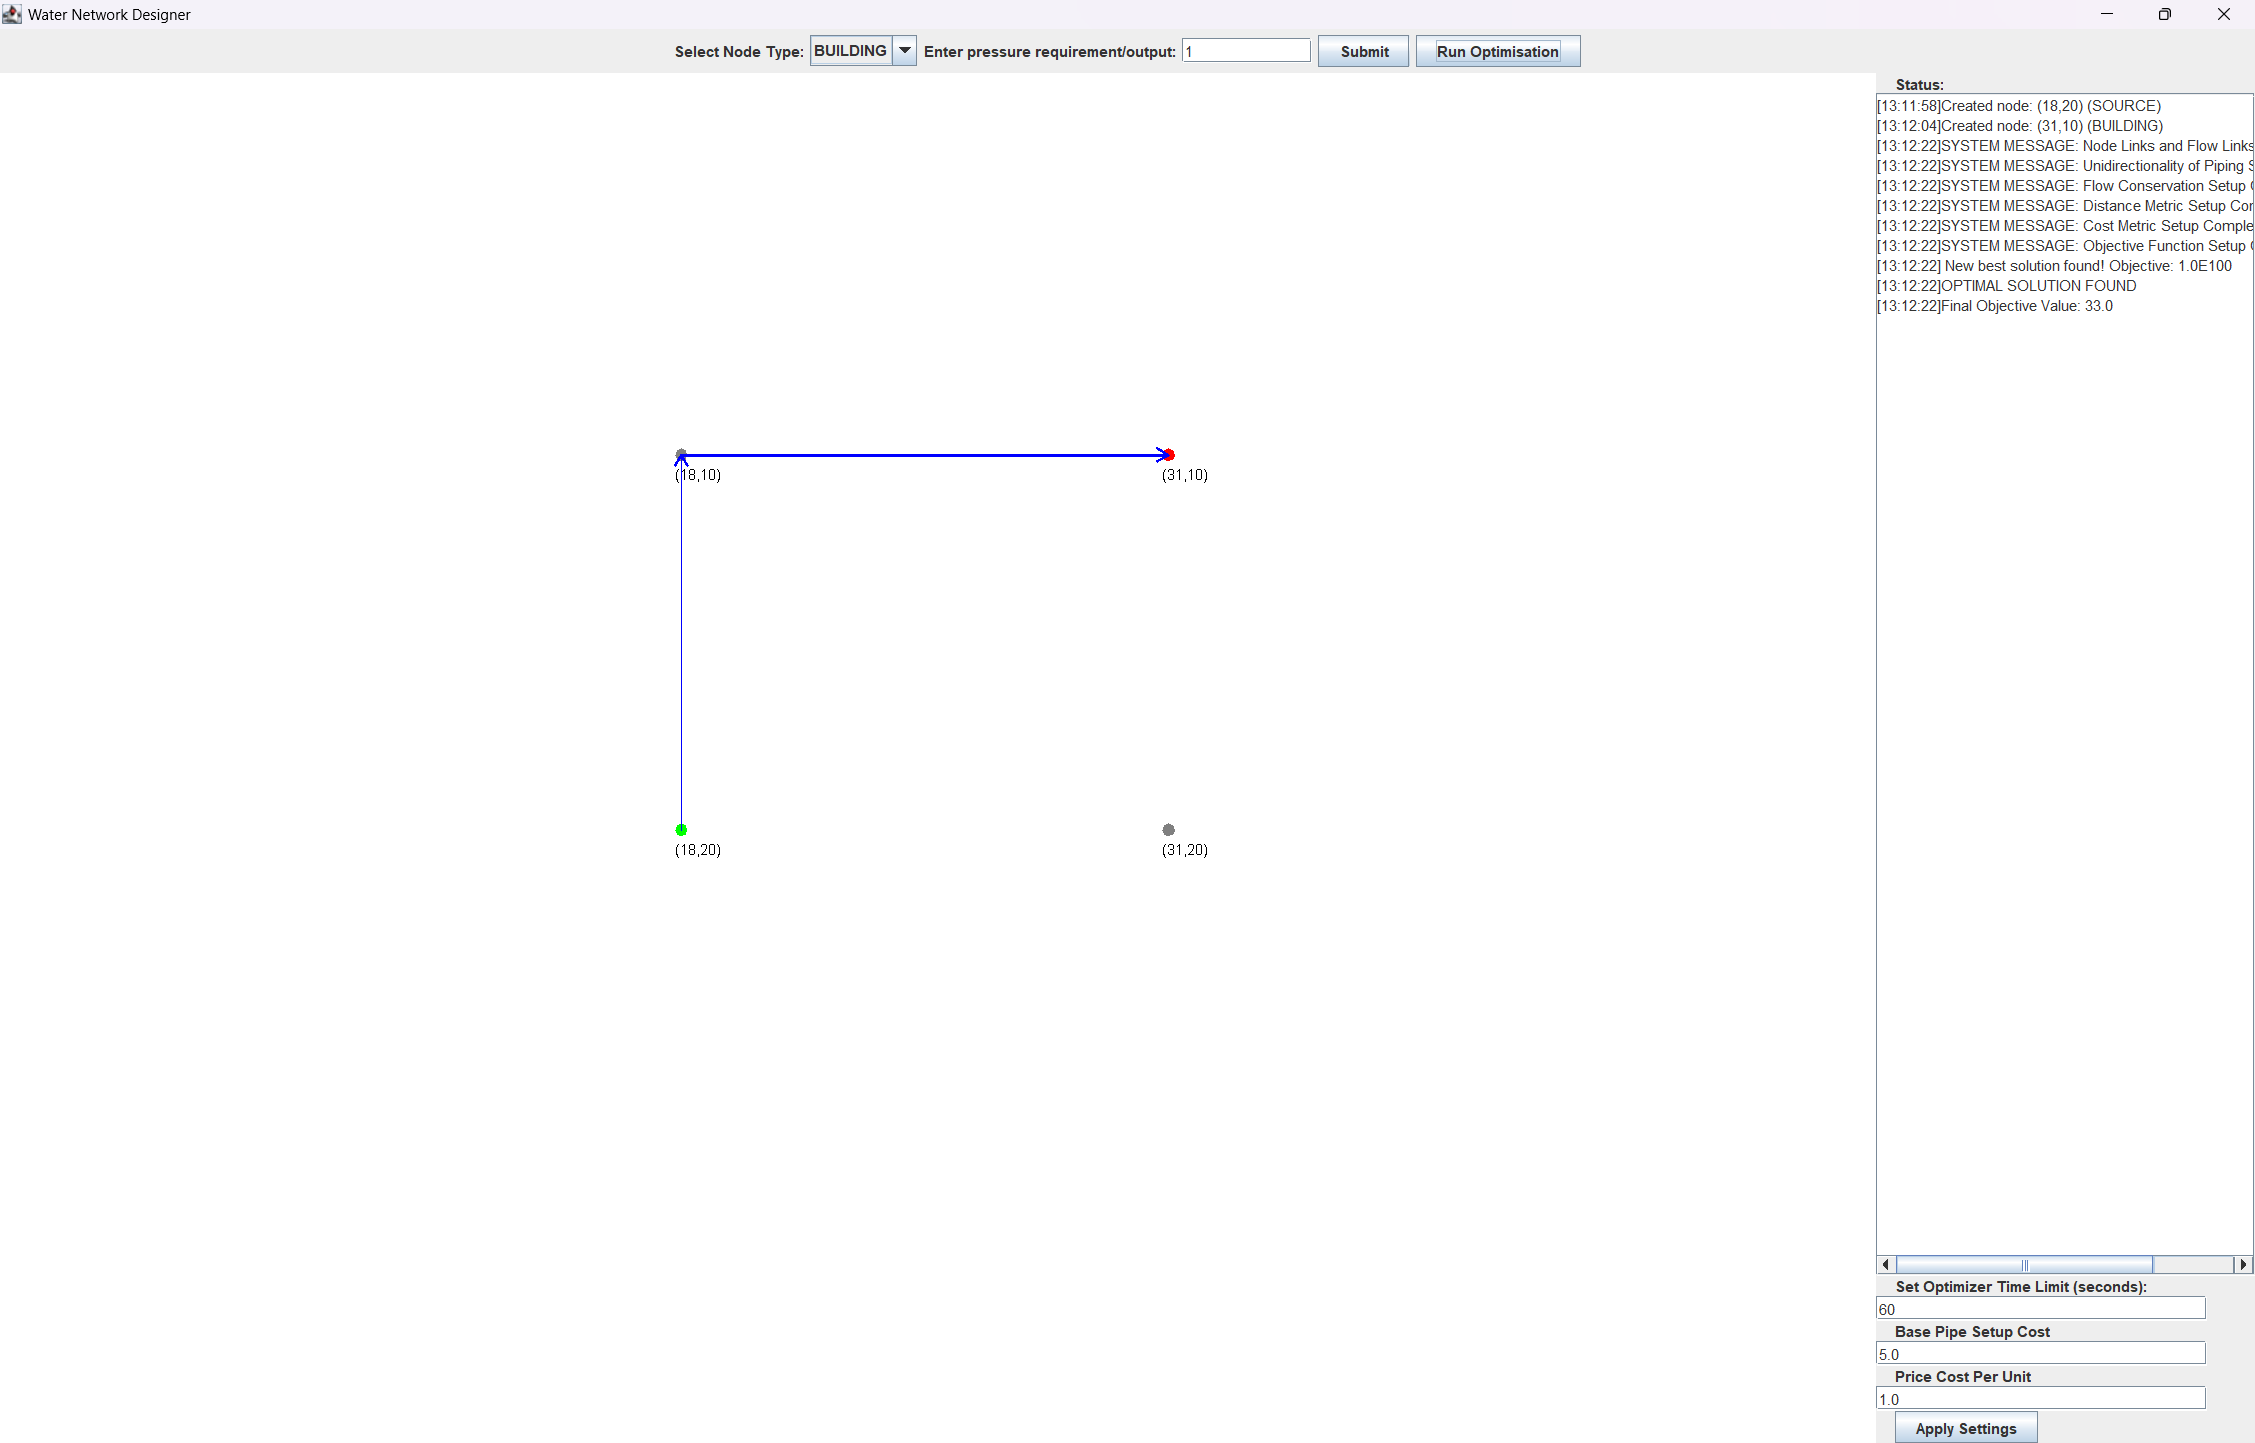 Water Network Designer
Select Node Type: BUILDING Enter pressure requirement/output: 1 Submit Run Optimisation
Status:
[13:11:58]Created node: (18,20) (SOURCE)
[13:12:04]Created node: (31,10) (BUILDING)
[13:12:22]SYSTEM MESSAGE: Node Links and Flow Links
[13:12:22]SYSTEM MESSAGE: Unidirectionality of Piping S
[13:12:22]SYSTEM MESSAGE: Flow Conservation Setup
[13:12:22]SYSTEM MESSAGE: Distance Metric Setup Cor
[13:12:22]SYSTEM MESSAGE: Cost Metric Setup Comple
[13:12:22]SYSTEM MESSAGE: Objective Function Setup
[13:12:22] New best solution found! Objective: 1.0E100
[13:12:22]OPTIMAL SOLUTION FOUND
[13:12:22]Final Objective Value: 33.0
(18,10) (31,10)
(18,20) (31,20)
Set Optimizer Time Limit (seconds):
60
Base Pipe Setup Cost
5.0
Price Cost Per Unit
1.0
Apply Settings